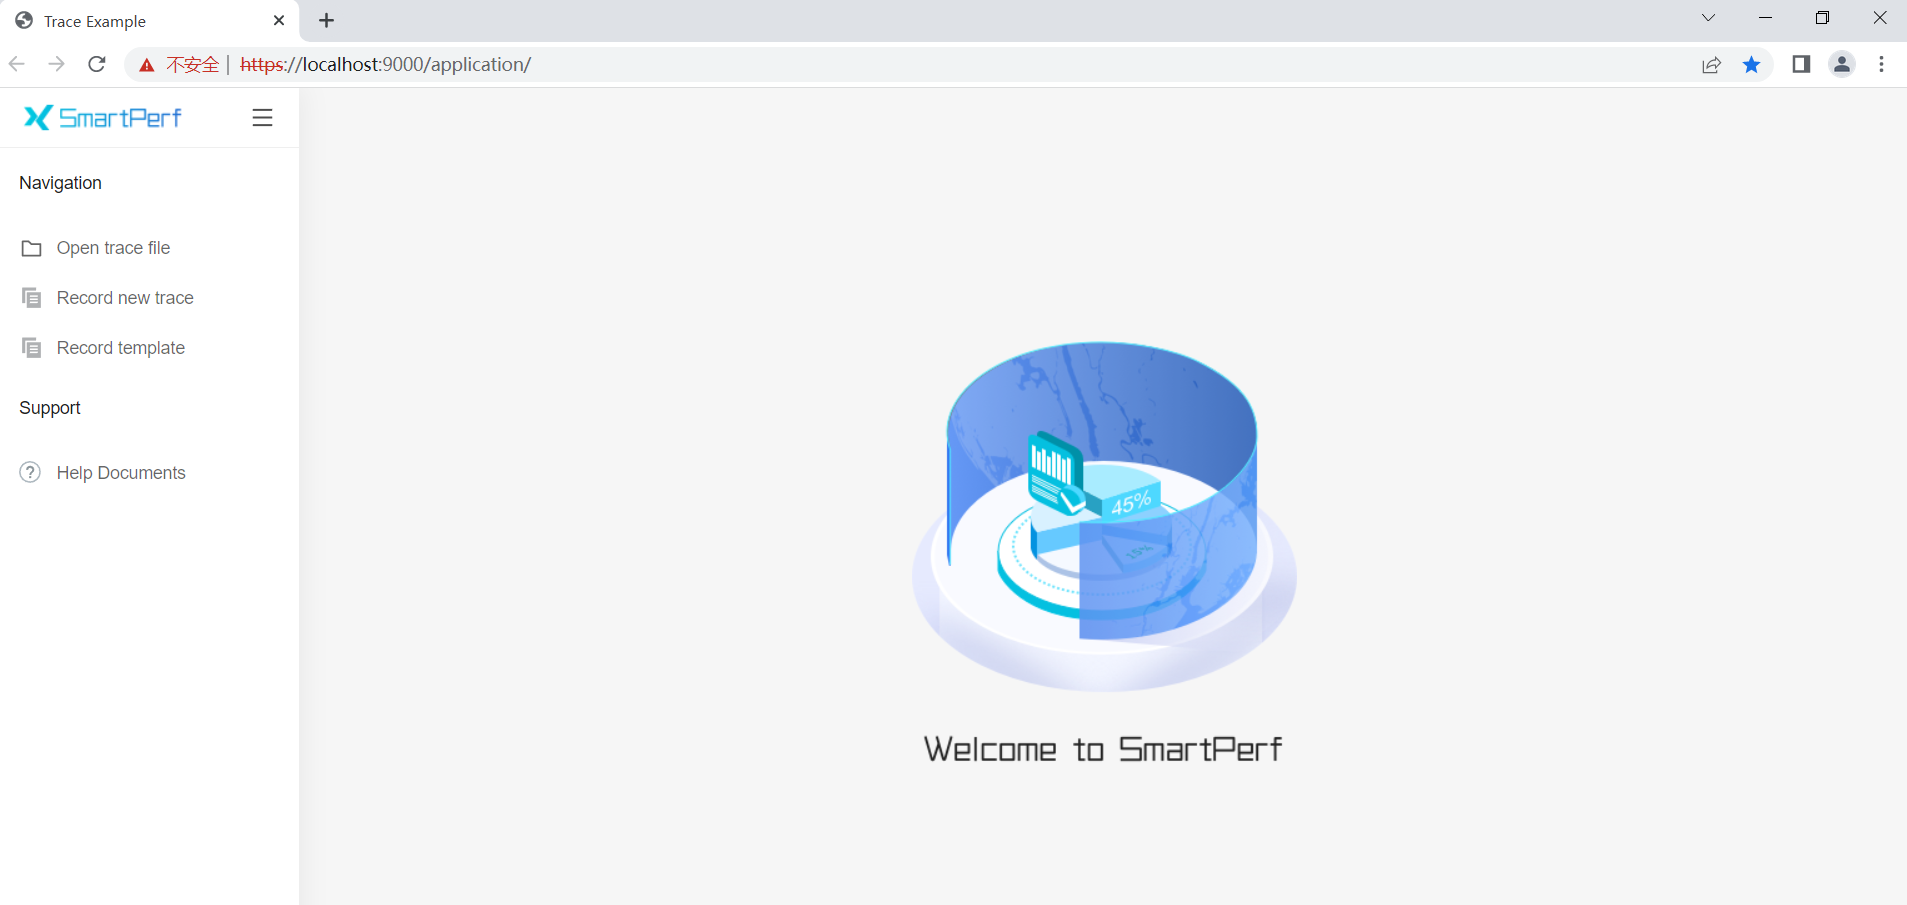 Trace Example
不安全 | https://localhost:9000/application/
SmartPerf
Navigation
Open trace file
Record new trace
Record template
Support
? Help Documents
45%
15%
Welcome to SmartPerf